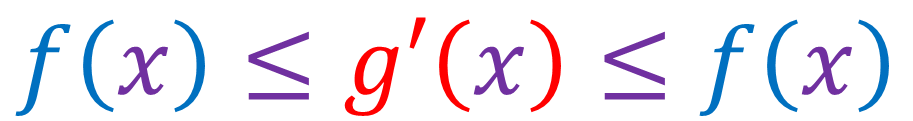 f(x) ≤ g′(x) ≤ f(x)